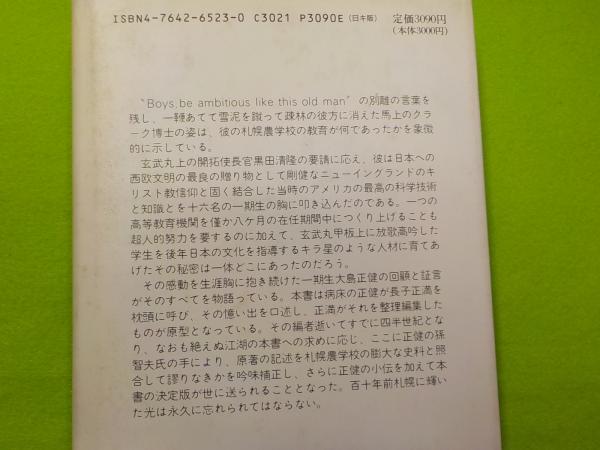 ISBN4-7642-6523-0 C3021 P3090E (日キ販) 定価3090円
(本体3000円)
"Boys, be ambitious like this old man" の別離の言葉を
残し、一鞭あてて雪泥を蹴って疎林の彼方に消えた馬上のクラ
ーク博士の姿は、彼の札幌農学校の教育が何であったかを象徴
的に示している。
玄武丸上の開拓使長官黒田清隆の要請に応え、彼は日本への
西欧文明の最良の贈り物として剛健なニューイングランドのキ
リスト教信仰と固く結合した当時のアメリカの最高の科学技術
と知識とを十六名の一期生の胸に叩き込んだのである。一つの
高等教育機関を僅か八ケ月の在任期間中につくり上げることも
超人的努力を要するのに加えて、玄武丸甲板上に放歌高吟した
学生を後年日本の文化を指導するキラ星のような人材に育てあ
げたその秘密は一体どこにあったのだろう。
その感動を生涯胸に抱き続けた一期生大島正健の回顧と証言
がそのすべてを物語っている。本書は病床の正健が長子正満を
枕頭に呼び、その憶い出を口述し、正満がそれを整理編集した
ものが原型となっている。その編者逝いてすでに四半世紀とな
り、なおも絶えぬ江湖の本書への求めに応じ、ここに正健の孫
智夫氏の手により、原著の記述を札幌農学校の膨大な史料と照
合して謬りなきかを吟味補正し、さらに正健の小伝を加えて本
書の決定版が世に送られることとなった。百十年前札幌に輝い
た光は永久に忘れられてはならない。